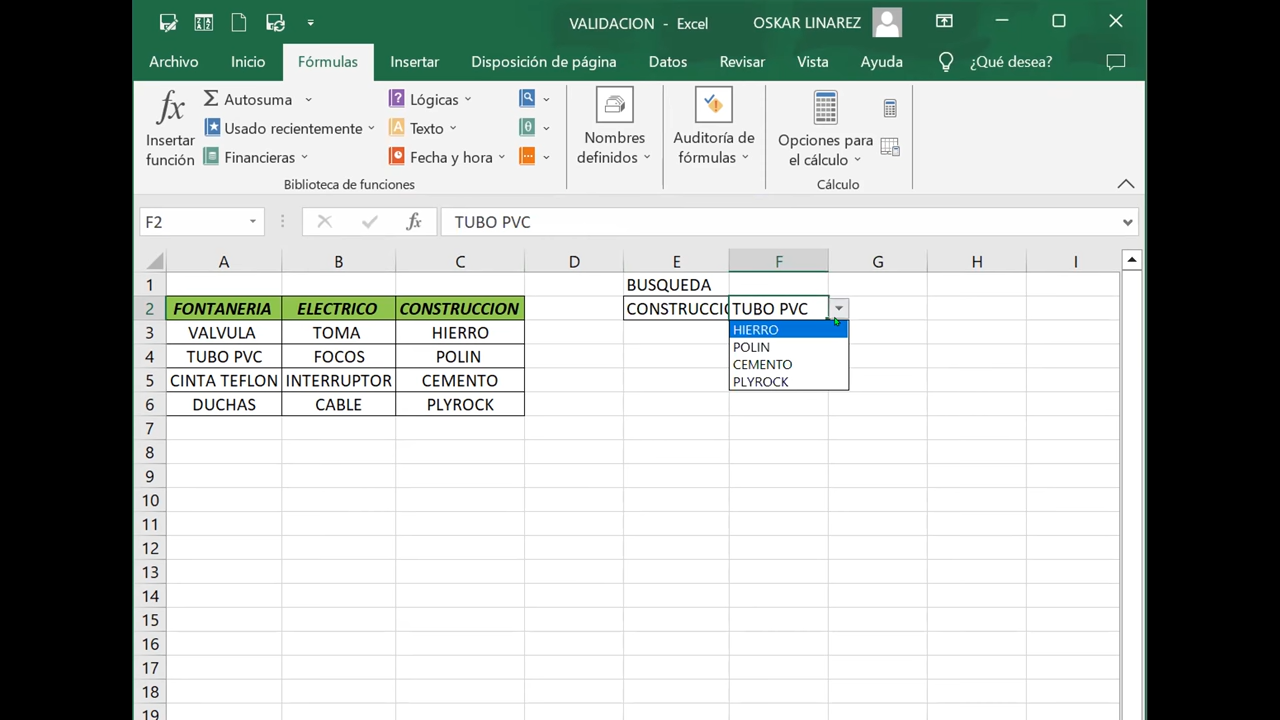 VALIDACION - Excel
OSKAR LINAREZ
Archivo Inicio Fórmulas Insertar Disposición de página Datos Revisar Vista Ayuda ¿Qué desea?
fx
Insertar función
Σ Autosuma
Usado recientemente
Financieras
Lógicas
Texto
Fecha y hora
Biblioteca de funciones
Nombres definidos
Auditoría de fórmulas
Opciones para el cálculo
Cálculo
F2 fx TUBO PVC
A B C D E F G H I
1 BUSQUEDA
2 FONTANERIA ELECTRICO CONSTRUCCION CONSTRUCCIO TUBO PVC
3 VALVULA TOMA HIERRO HIERRO
4 TUBO PVC FOCOS POLIN POLIN
5 CINTA TEFLON INTERRUPTOR CEMENTO CEMENTO
6 DUCHAS CABLE PLYROCK PLYROCK
7
8
9
10
11
12
13
14
15
16
17
18
19